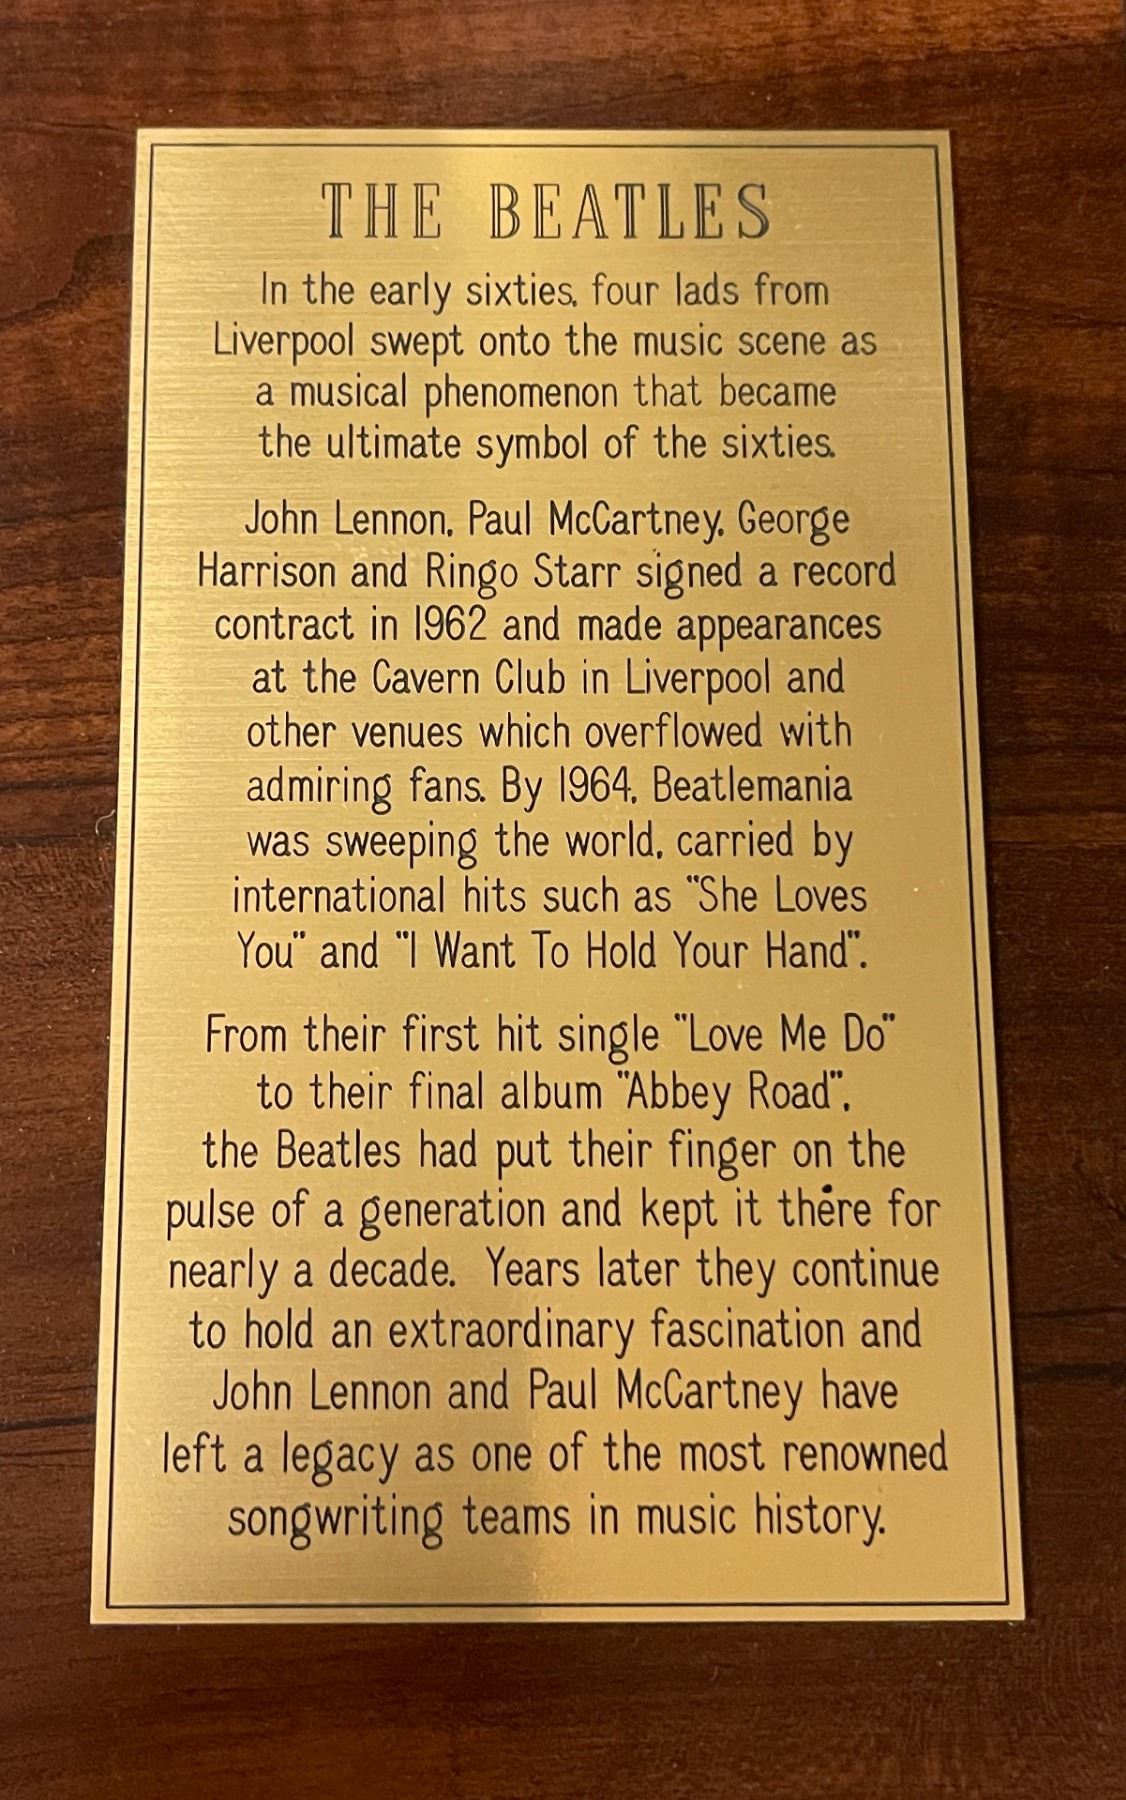 THE BEATLES
In the early sixties, four lads from
Liverpool swept onto the music scene as
a musical phenomenon that became
the ultimate symbol of the sixties.
John Lennon, Paul McCartney, George
Harrison and Ringo Starr signed a record
contract in 1962 and made appearances
at the Cavern Club in Liverpool and
other venues which overflowed with
admiring fans. By 1964, Beatlemania
was sweeping the world, carried by
international hits such as "She Loves
You" and "I Want To Hold Your Hand".
From their first hit single "Love Me Do"
to their final album "Abbey Road",
the Beatles had put their finger on the
pulse of a generation and kept it there for
nearly a decade. Years later they continue
to hold an extraordinary fascination and
John Lennon and Paul McCartney have
left a legacy as one of the most renowned
songwriting teams in music history.